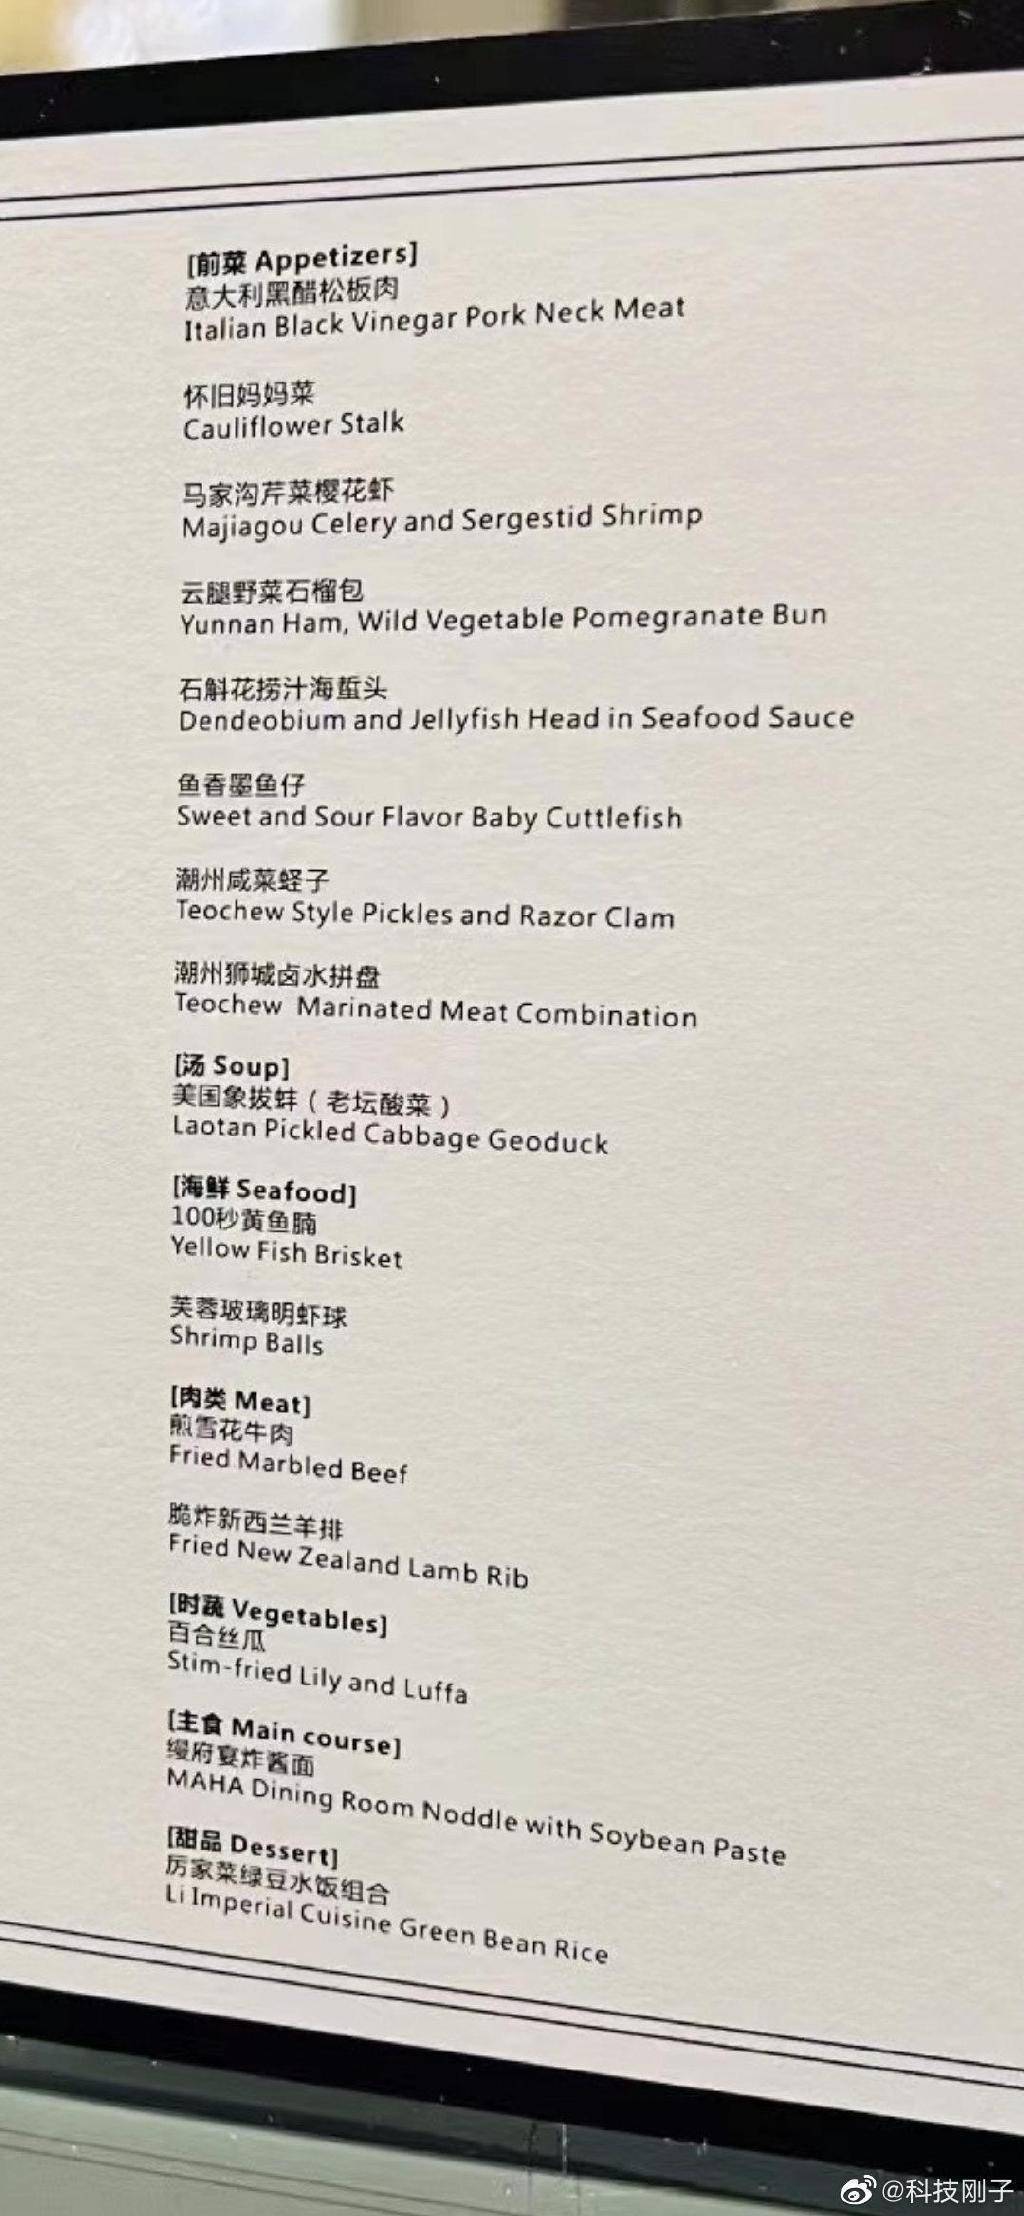 [前菜 Appetizers]
意大利黑醋松板肉
Italian Black Vinegar Pork Neck Meat
怀旧妈妈菜
Cauliflower Stalk
马家沟芹菜樱花虾
Majiagou Celery and Sergestid Shrimp
云腿野菜石榴包
Yunnan Ham, Wild Vegetable Pomegranate Bun
石斛花捞汁海蜇头
Dendeobium and Jellyfish Head in Seafood Sauce
鱼香墨鱼仔
Sweet and Sour Flavor Baby Cuttlefish
潮州咸菜蛏子
Teochew Style Pickles and Razor Clam
潮州狮城卤水拼盘
Teochew Marinated Meat Combination
[汤 Soup]
美国象拔蚌（老坛酸菜）
Laotan Pickled Cabbage Geoduck
[海鲜 Seafood]
100秒黄鱼腩
Yellow Fish Brisket
芙蓉玻璃明虾球
Shrimp Balls
[肉类 Meat]
煎雪花牛肉
Fried Marbled Beef
脆炸新西兰羊排
Fried New Zealand Lamb Rib
[时蔬 Vegetables]
百合丝瓜
Stim-fried Lily and Luffa
[主食 Main course]
缦府宴炸酱面
MAHA Dining Room Noddle with Soybean Paste
[甜品 Dessert]
厉家菜绿豆水饭组合
Li Imperial Cuisine Green Bean Rice
@科技刚子